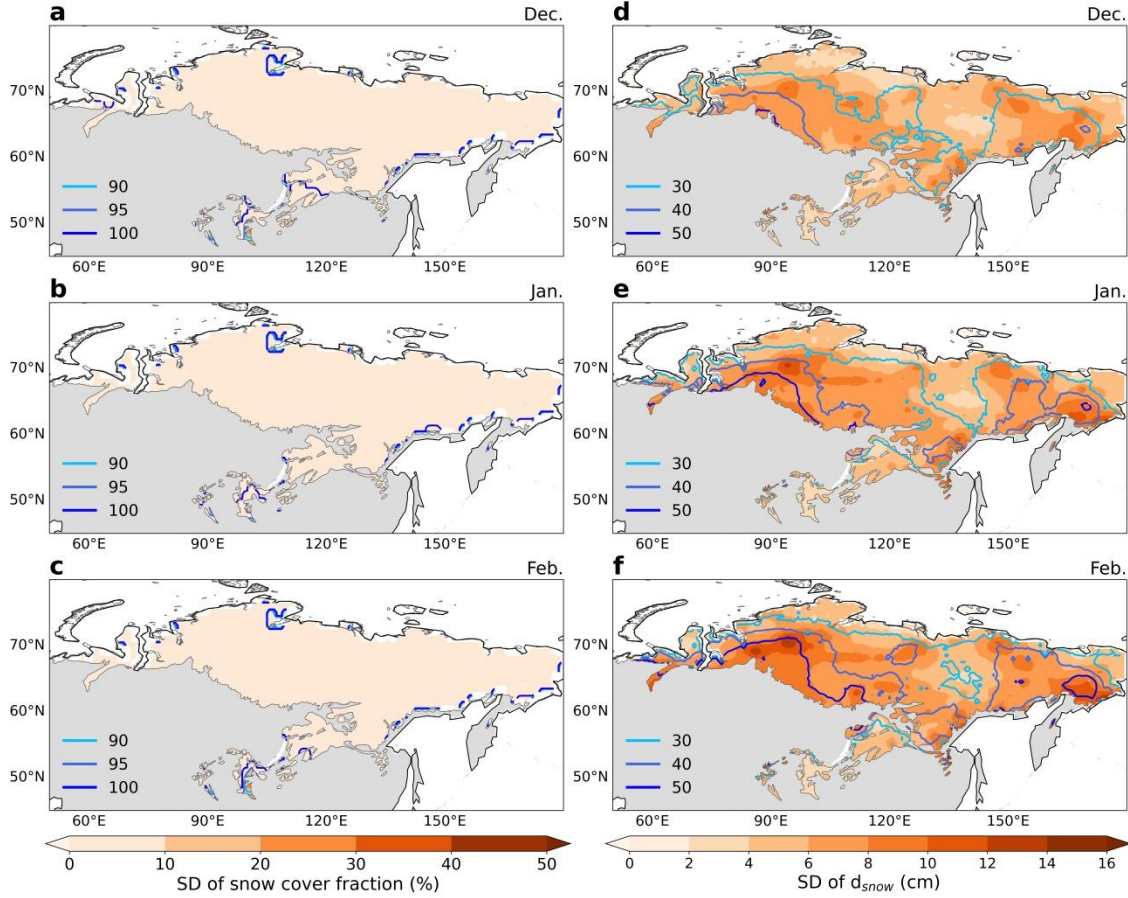 a Dec.
70°N
60°N
50°N
90
95
100
60°E 90°E 120°E 150°E
d Dec.
70°N
60°N
50°N
30
40
50
60°E 90°E 120°E 150°E
b Jan.
70°N
60°N
50°N
90
95
100
60°E 90°E 120°E 150°E
e Jan.
70°N
60°N
50°N
30
40
50
60°E 90°E 120°E 150°E
c Feb.
70°N
60°N
50°N
90
95
100
60°E 90°E 120°E 150°E
f Feb.
70°N
60°N
50°N
30
40
50
60°E 90°E 120°E 150°E
0 10 20 30 40 50
SD of snow cover fraction (%)
0 2 4 6 8 10 12 14 16
SD of d_snow (cm)